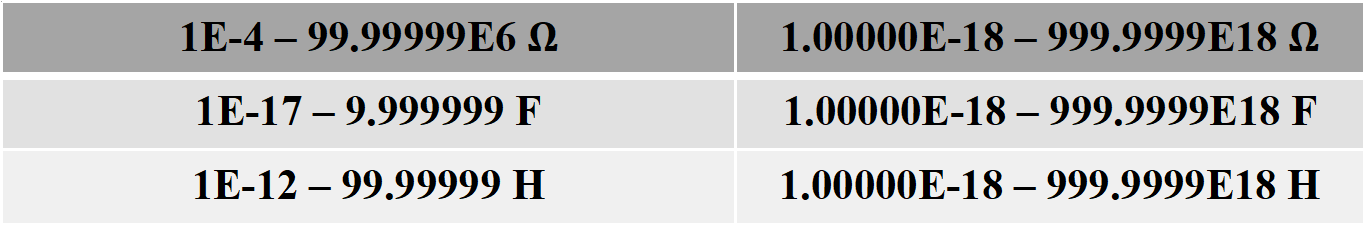 1E-4 – 99.99999E6 Ω 1.00000E-18 – 999.9999E18 Ω
1E-17 – 9.999999 F 1.00000E-18 – 999.9999E18 F
1E-12 – 99.99999 H 1.00000E-18 – 999.9999E18 H